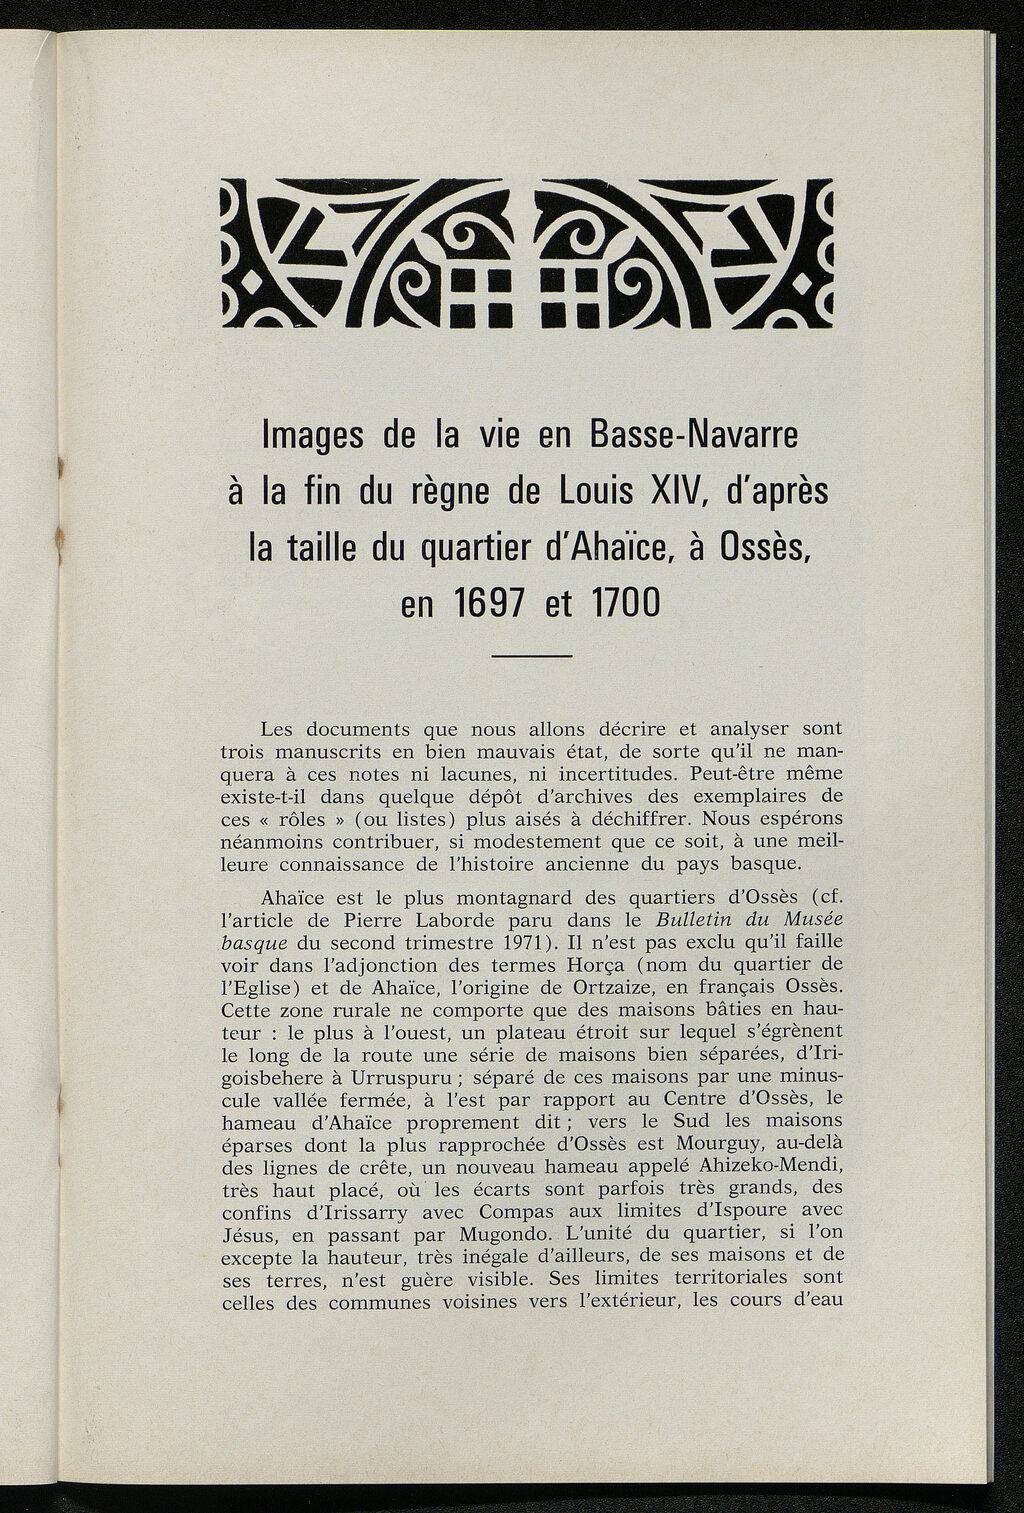 Images de la vie en Basse-Navarre
à la fin du règne de Louis XIV, d'après
la taille du quartier d'Ahaïce, à Ossès,
en 1697 et 1700
Les documents que nous allons décrire et analyser sont
trois manuscrits en bien mauvais état, de sorte qu'il ne man-
quera à ces notes ni lacunes, ni incertitudes. Peut-être même
existe-t-il dans quelque dépôt d'archives des exemplaires de
ces « rôles » (ou listes) plus aisés à déchiffrer. Nous espérons
néanmoins contribuer, si modestement que ce soit, à une meil-
leure connaissance de l'histoire ancienne du pays basque.
Ahaïce est le plus montagnard des quartiers d'Ossès (cf.
l'article de Pierre Laborde paru dans le Bulletin du Musée
basque du second trimestre 1971). Il n'est pas exclu qu'il faille
voir dans l'adjonction des termes Horça (nom du quartier de
l'Eglise) et de Ahaïce, l'origine de Ortzaize, en français Ossès.
Cette zone rurale ne comporte que des maisons bâties en hau-
teur : le plus à l'ouest, un plateau étroit sur lequel s'égrènent
le long de la route une série de maisons bien séparées, d'Iri-
goisbehere à Urruspuru ; séparé de ces maisons par une minus-
cule vallée fermée, à l'est par rapport au Centre d'Ossès, le
hameau d'Ahaïce proprement dit ; vers le Sud les maisons
éparses dont la plus rapprochée d'Ossès est Mourguy, au-delà
des lignes de crête, un nouveau hameau appelé Ahizeko-Mendi,
très haut placé, où les écarts sont parfois très grands, des
confins d'Irissarry avec Compas aux limites d'Ispoure avec
Jésus, en passant par Mugondo. L'unité du quartier, si l'on
excepte la hauteur, très inégale d'ailleurs, de ses maisons et de
ses terres, n'est guère visible. Ses limites territoriales sont
celles des communes voisines vers l'extérieur, les cours d'eau